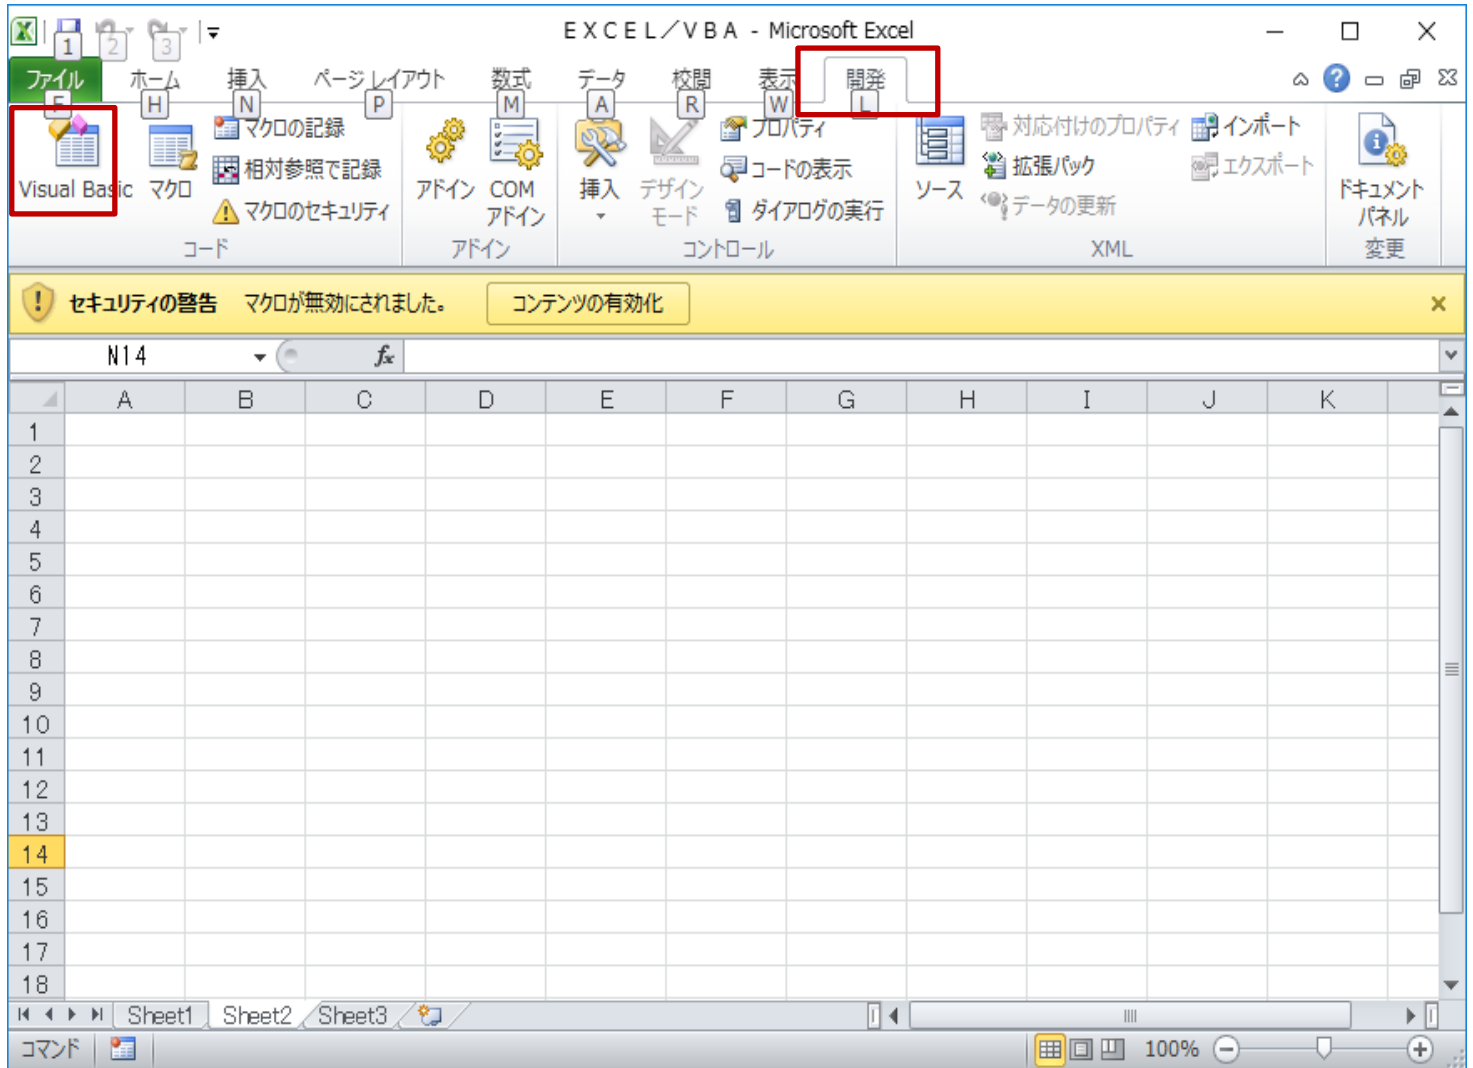 1 2 3
EXCEL/VBA - Microsoft Excel
ファイル ホーム 挿入 ページ レイアウト 数式 データ 校閲 表示 開発
F H N P M A R W L
Visual Basic
マクロ
マクロの記録
相対参照で記録
マクロのセキュリティ
コード
アドイン
COM
アドイン
アドイン
挿入
デザイン
モード
プロパティ
コードの表示
ダイアログの実行
コントロール
ソース
対応付けのプロパティ
拡張パック
データの更新
インポート
エクスポート
XML
ドキュメント
パネル
変更
セキュリティの警告 マクロが無効にされました。 コンテンツの有効化
N14 fx
A B C D E F G H I J K
1
2
3
4
5
6
7
8
9
10
11
12
13
14
15
16
17
18
Sheet1 Sheet2 Sheet3
コマンド 100%